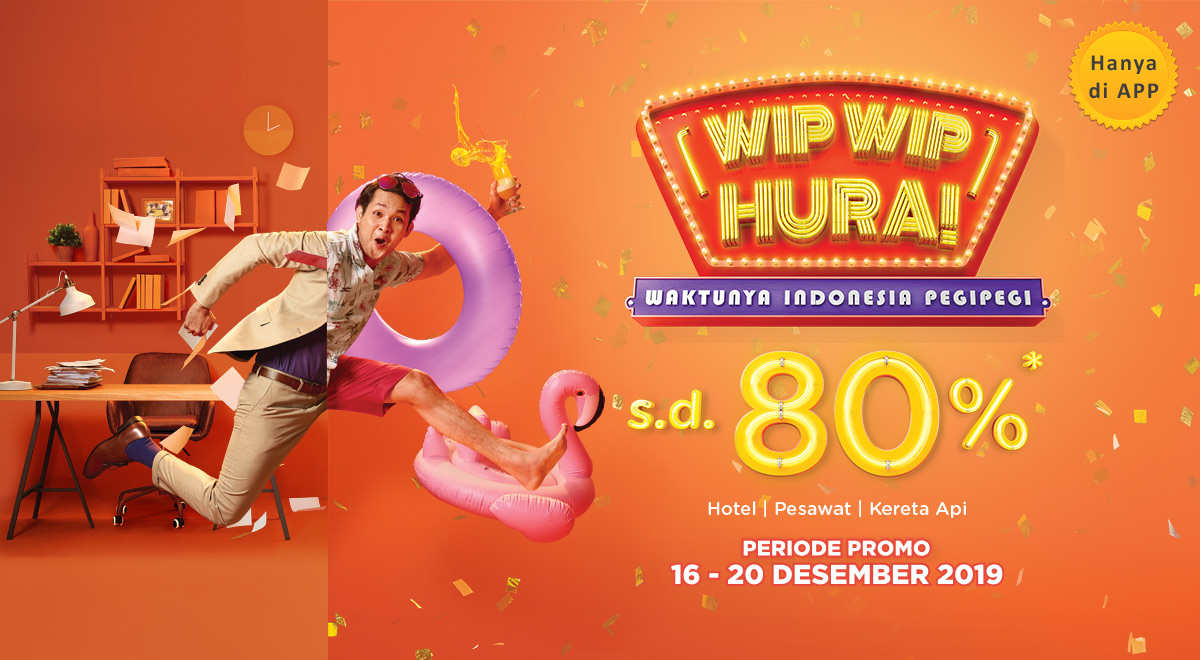 Hanya
di APP
WIP WIP
HURA!
WAKTUNYA INDONESIA PEGIPEGI
s.d. 80%*
Hotel | Pesawat | Kereta Api
PERIODE PROMO
16 - 20 DESEMBER 2019